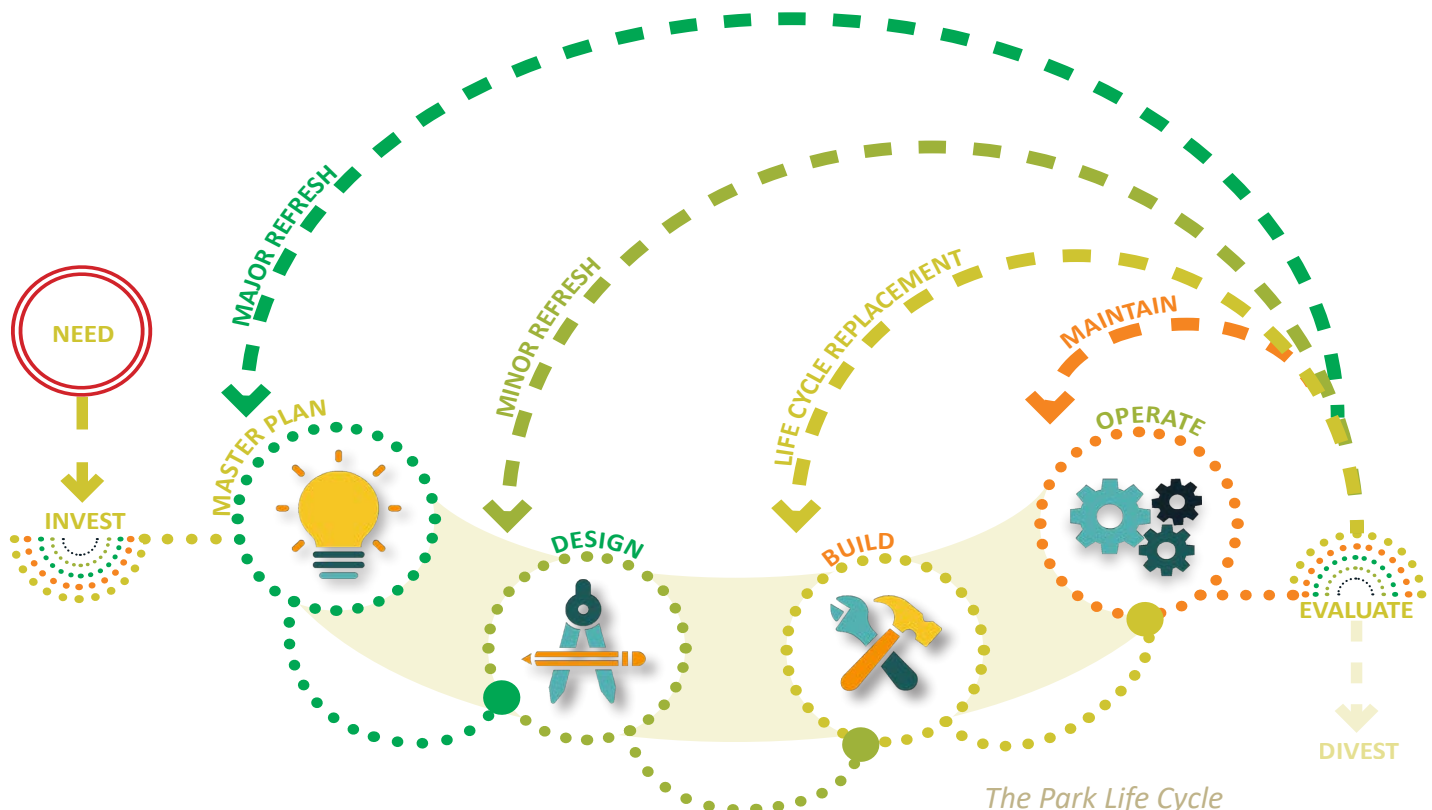 MAJOR REFRESH
MINOR REFRESH
LIFE CYCLE REPLACEMENT
MAINTAIN
NEED
MASTER PLAN
OPERATE
INVEST
DESIGN
BUILD
EVALUATE
DIVEST
The Park Life Cycle